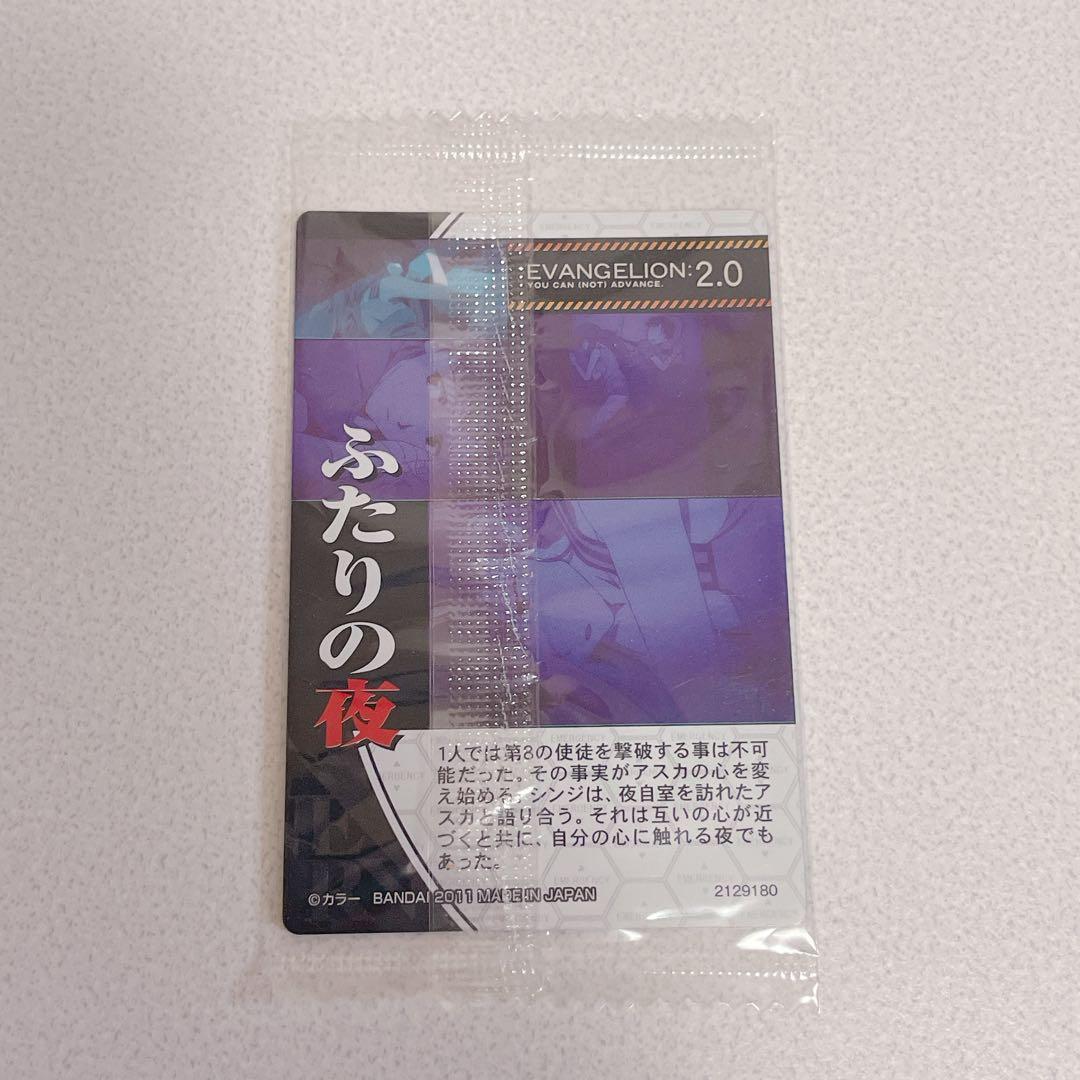 EVANGELION: 2.0
YOU CAN (NOT) ADVANCE.
ふたりの夜
1人では第8の使徒を撃破する事は不可
能だった。その事実がアスカの心を変
え始める。シンジは、夜自室を訪れたア
スカと語り合う。それは互いの心が近
づくと共に、自分の心に触れる夜でも
あった。
©カラー BANDAI 2011 MADE IN JAPAN
2129180
EMERGENCY